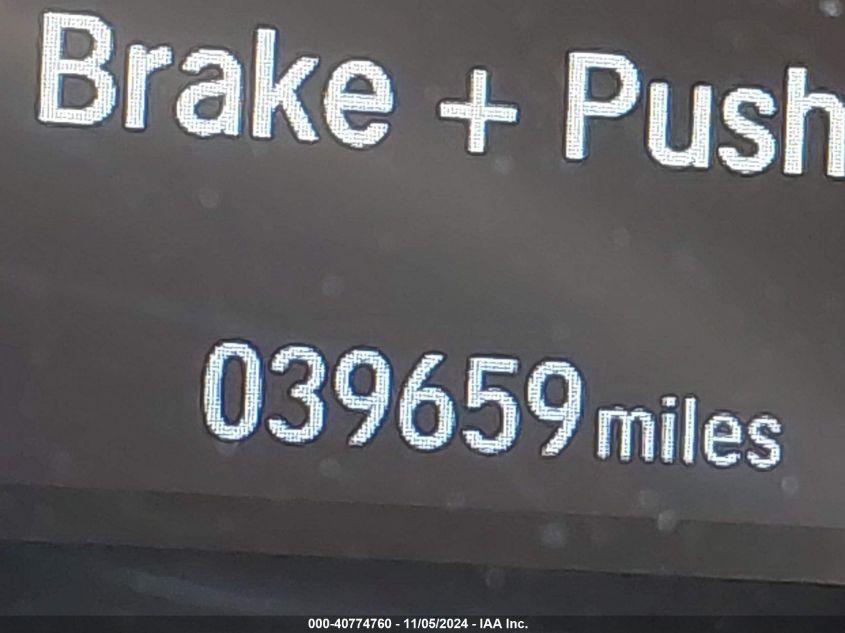 Brake + Push
039659 miles
000-40774760 - 11/05/2024 - IAA Inc.